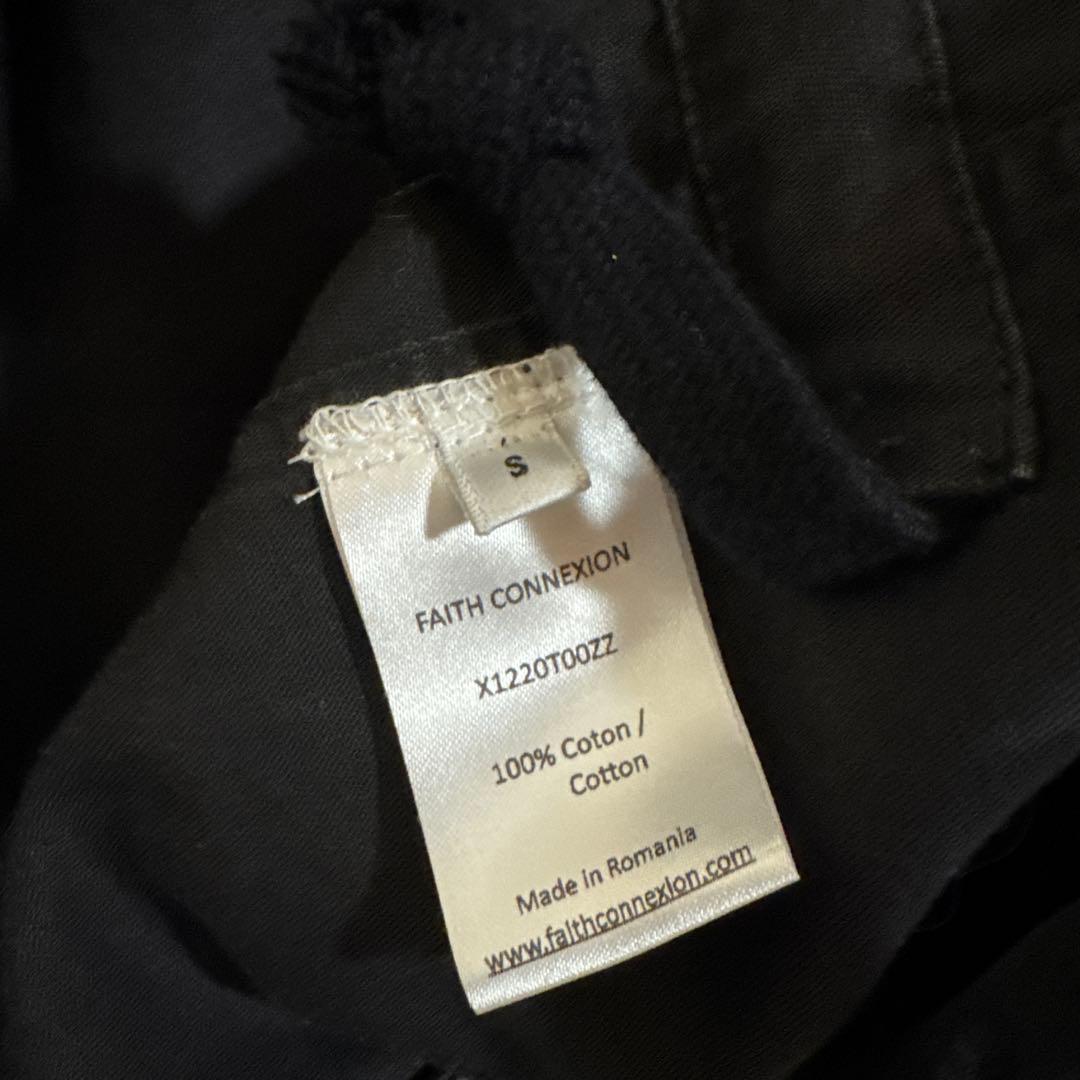 S
FAITH CONNEXION
X1220T00ZZ
100% Coton /
Cotton
Made in Romania
www.faithconnexion.com